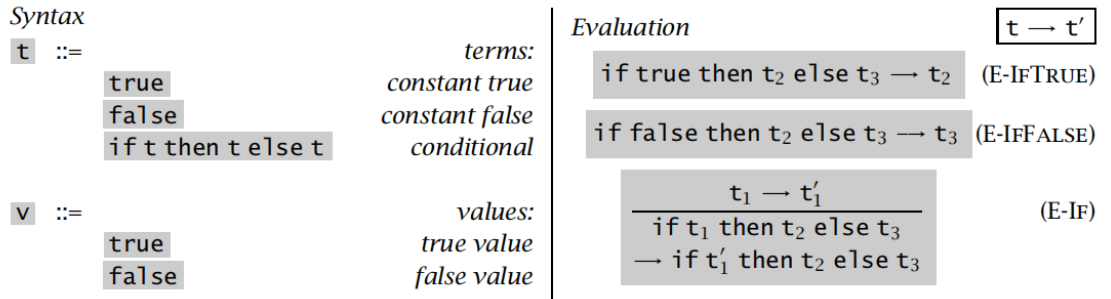 Syntax
t ::= terms:
true constant true
false constant false
if t then t else t conditional
v ::= values:
true true value
false false value
Evaluation t → t′
if true then t₂ else t₃ → t₂ (E-IFTRUE)
if false then t₂ else t₃ → t₃ (E-IFFALSE)
t₁ → t₁′
(E-IF)
if t₁ then t₂ else t₃
→ if t₁′ then t₂ else t₃